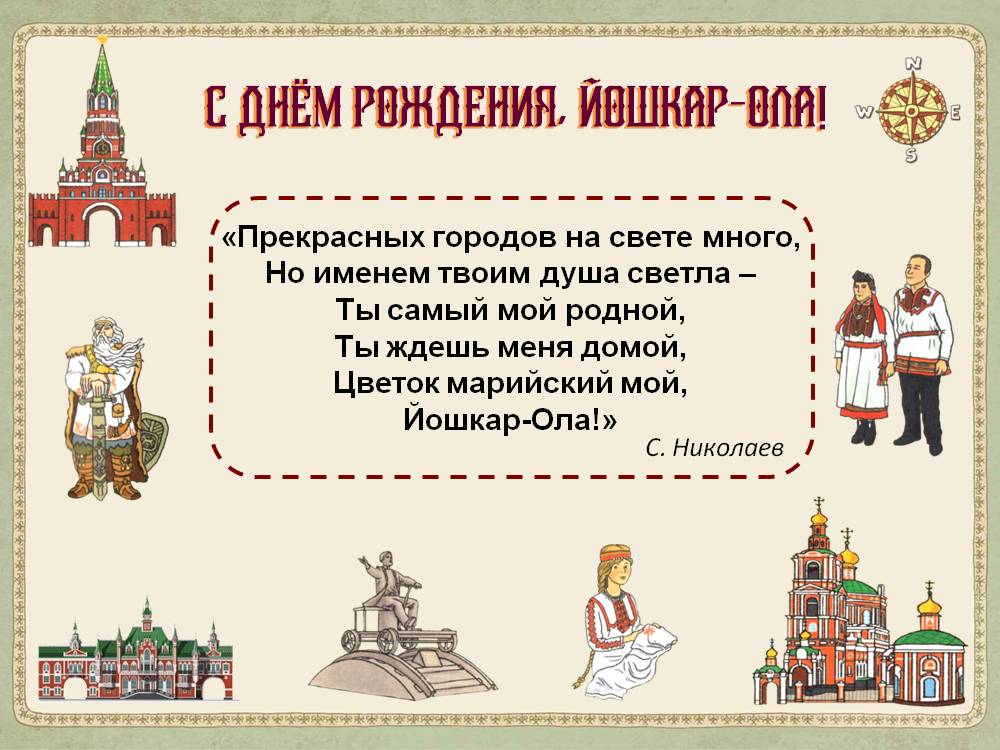 С ДНЁМ РОЖДЕНИЯ, ЙОШКАР-ОЛА!
N
W E
S
«Прекрасных городов на свете много,
Но именем твоим душа светла –
Ты самый мой родной,
Ты ждешь меня домой,
Цветок марийский мой,
Йошкар-Ола!»
С. Николаев